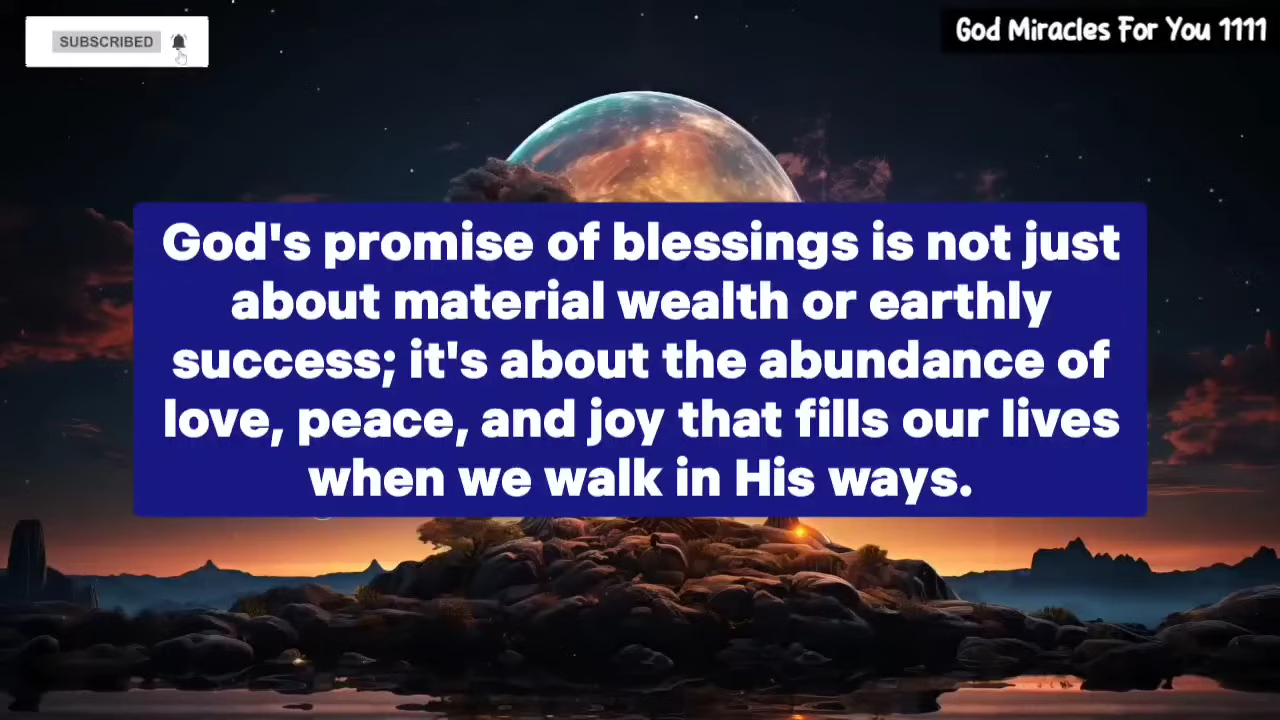 SUBSCRIBED
God Miracles For You 1111
God's promise of blessings is not just
about material wealth or earthly
success; it's about the abundance of
love, peace, and joy that fills our lives
when we walk in His ways.